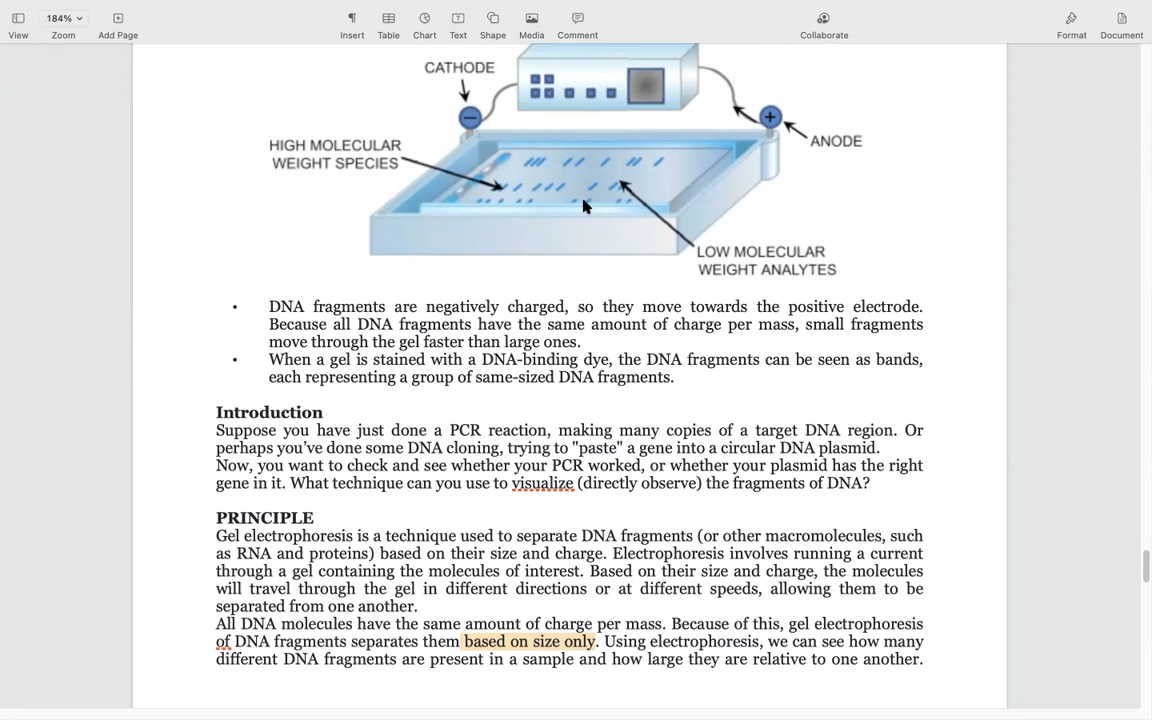 184%
View
Zoom
Add Page
Insert
Table
Chart
Text
Shape
Media
Comment
Collaborate
Format
Document
CATHODE
HIGH MOLECULAR
WEIGHT SPECIES
ANODE
LOW MOLECULAR
WEIGHT ANALYTES
• DNA fragments are negatively charged, so they move towards the positive electrode.
Because all DNA fragments have the same amount of charge per mass, small fragments
move through the gel faster than large ones.
• When a gel is stained with a DNA-binding dye, the DNA fragments can be seen as bands,
each representing a group of same-sized DNA fragments.
Introduction
Suppose you have just done a PCR reaction, making many copies of a target DNA region. Or
perhaps you've done some DNA cloning, trying to "paste" a gene into a circular DNA plasmid.
Now, you want to check and see whether your PCR worked, or whether your plasmid has the right
gene in it. What technique can you use to visualize (directly observe) the fragments of DNA?
PRINCIPLE
Gel electrophoresis is a technique used to separate DNA fragments (or other macromolecules, such
as RNA and proteins) based on their size and charge. Electrophoresis involves running a current
through a gel containing the molecules of interest. Based on their size and charge, the molecules
will travel through the gel in different directions or at different speeds, allowing them to be
separated from one another.
All DNA molecules have the same amount of charge per mass. Because of this, gel electrophoresis
of DNA fragments separates them based on size only. Using electrophoresis, we can see how many
different DNA fragments are present in a sample and how large they are relative to one another.